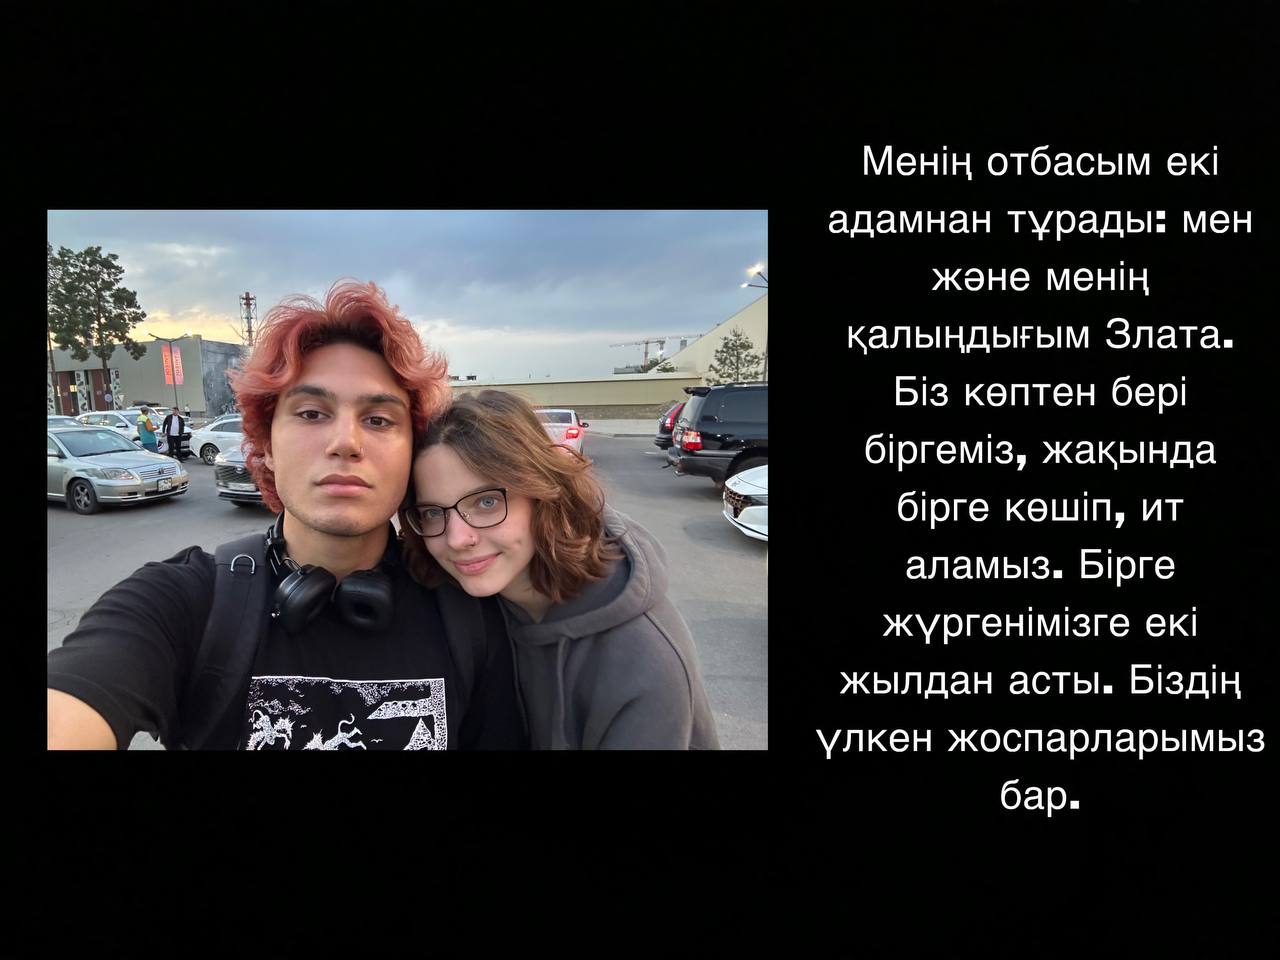 Менің отбасым екі
адамнан тұрады: мен
және менің
қалыңдығым Злата.
Біз көптен бері
біргеміз, жақында
бірге көшіп, ит
аламыз. Бірге
жүргенімізге екі
жылдан асты. Біздің
үлкен жоспарларымыз
бар.